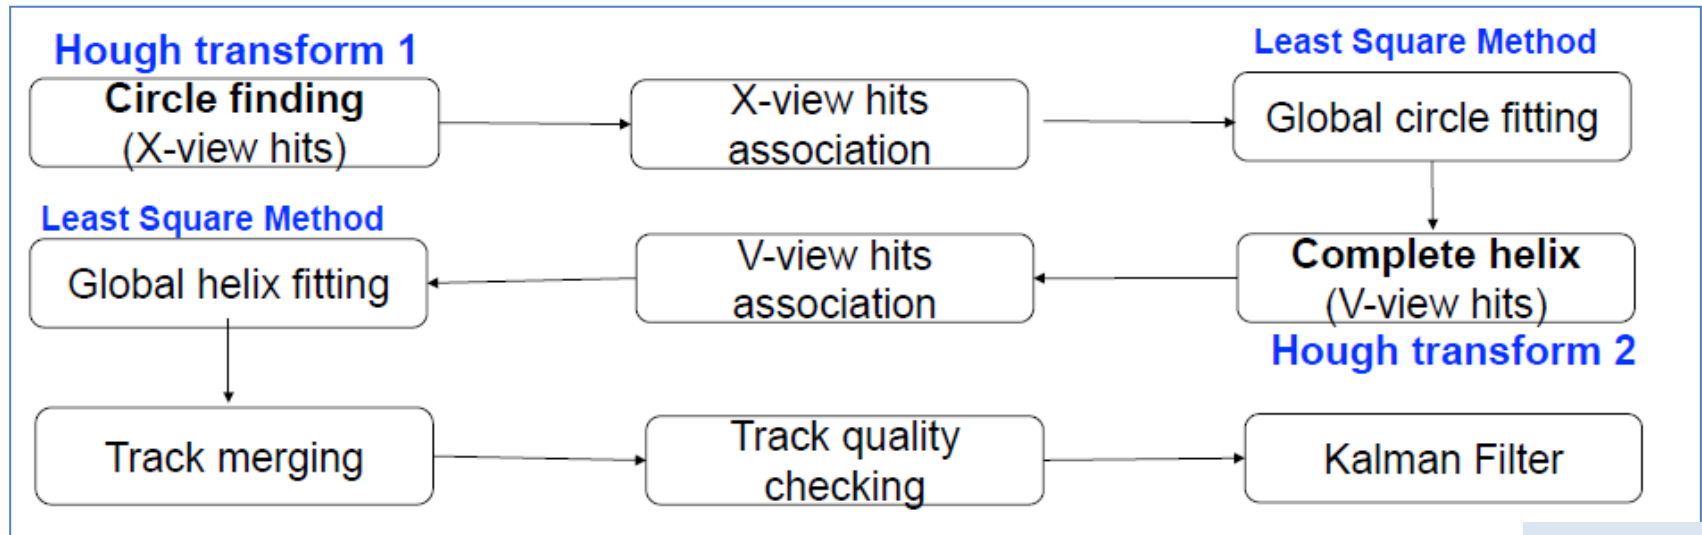 Hough transform 1
Circle finding
(X-view hits)
X-view hits
association
Least Square Method
Global circle fitting
Least Square Method
Global helix fitting
V-view hits
association
Complete helix
(V-view hits)
Hough transform 2
Track merging
Track quality
checking
Kalman Filter